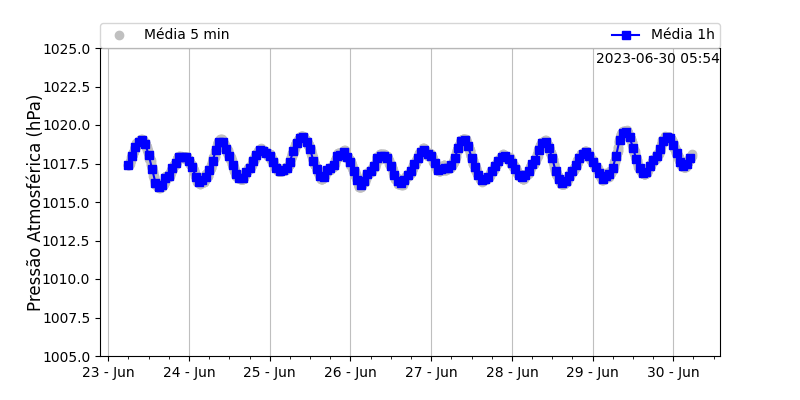 Média 5 min
Média 1h
2023-06-30 05:54
Pressão Atmosférica (hPa)
1025.0
1022.5
1020.0
1017.5
1015.0
1012.5
1010.0
1007.5
1005.0
23 - Jun
24 - Jun
25 - Jun
26 - Jun
27 - Jun
28 - Jun
29 - Jun
30 - Jun